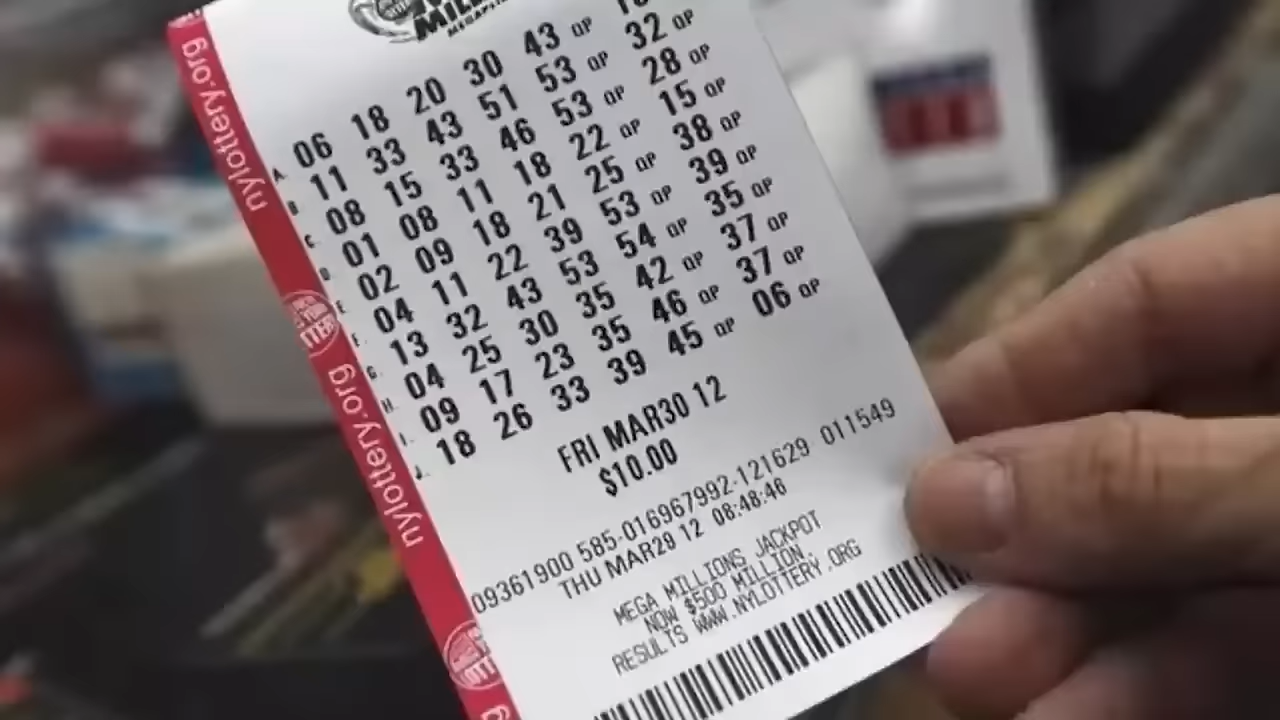 MEGAPLI
A. 06 18 20 30 43 QP
B. 11 33 43 51 53 QP 32 QP
C. 08 15 33 46 53 QP 28 QP
D. 01 08 11 18 22 QP 15 QP
E. 02 09 18 21 25 QP 38 QP
F. 04 11 22 39 53 QP 39 QP
G. 13 32 43 53 54 QP 35 QP
H. 04 25 30 35 42 QP 37 QP
I. 09 17 23 35 46 QP 37 QP
J. 18 26 33 39 45 QP 06 QP
FRI MAR30 12
$10.00
09361900 585-016967992-121629 011549
THU MAR29 12 08:48:46
MEGA MILLIONS JACKPOT
NOW $500 MILLION.
RESULTS WWW.NYLOTTERY.ORG
nylottery.org
nylottery.org